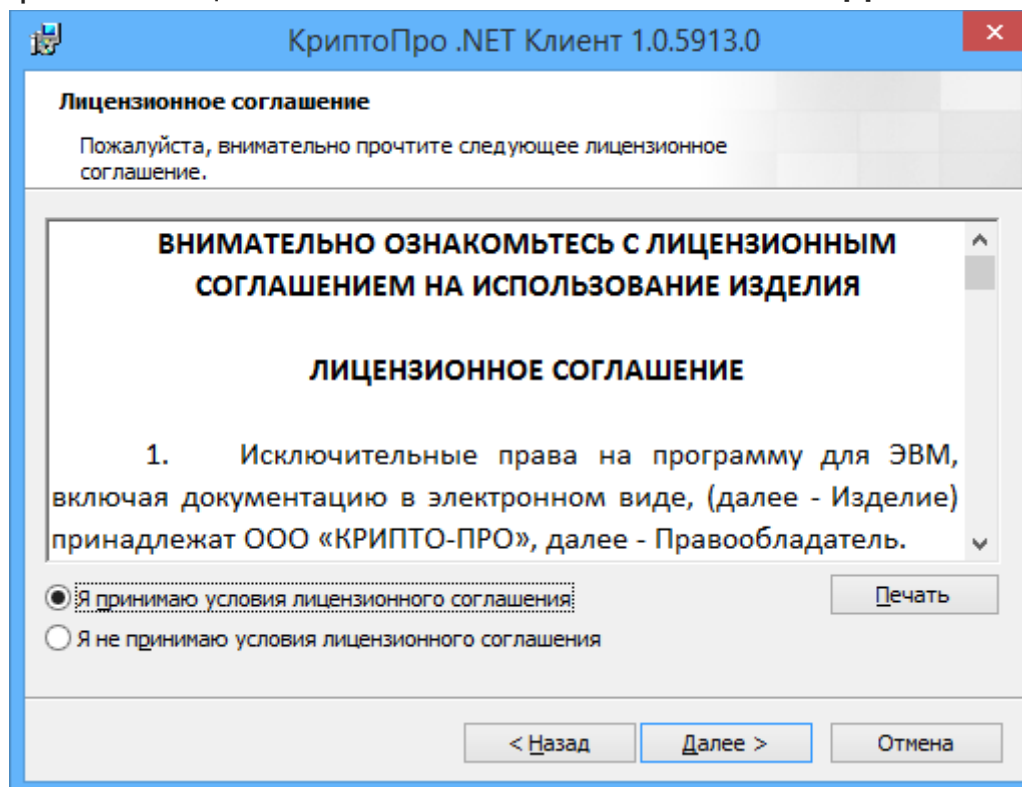 КриптоПро .NET Клиент 1.0.5913.0
Лицензионное соглашение
Пожалуйста, внимательно прочтите следующее лицензионное
соглашение.
ВНИМАТЕЛЬНО ОЗНАКОМЬТЕСЬ С ЛИЦЕНЗИОННЫМ
СОГЛАШЕНИЕМ НА ИСПОЛЬЗОВАНИЕ ИЗДЕЛИЯ
ЛИЦЕНЗИОННОЕ СОГЛАШЕНИЕ
1. Исключительные права на программу для ЭВМ,
включая документацию в электронном виде, (далее - Изделие)
принадлежат ООО «КРИПТО-ПРО», далее - Правообладатель.
Я принимаю условия лицензионного соглашения
Печать
Я не принимаю условия лицензионного соглашения
< Назад Далее > Отмена